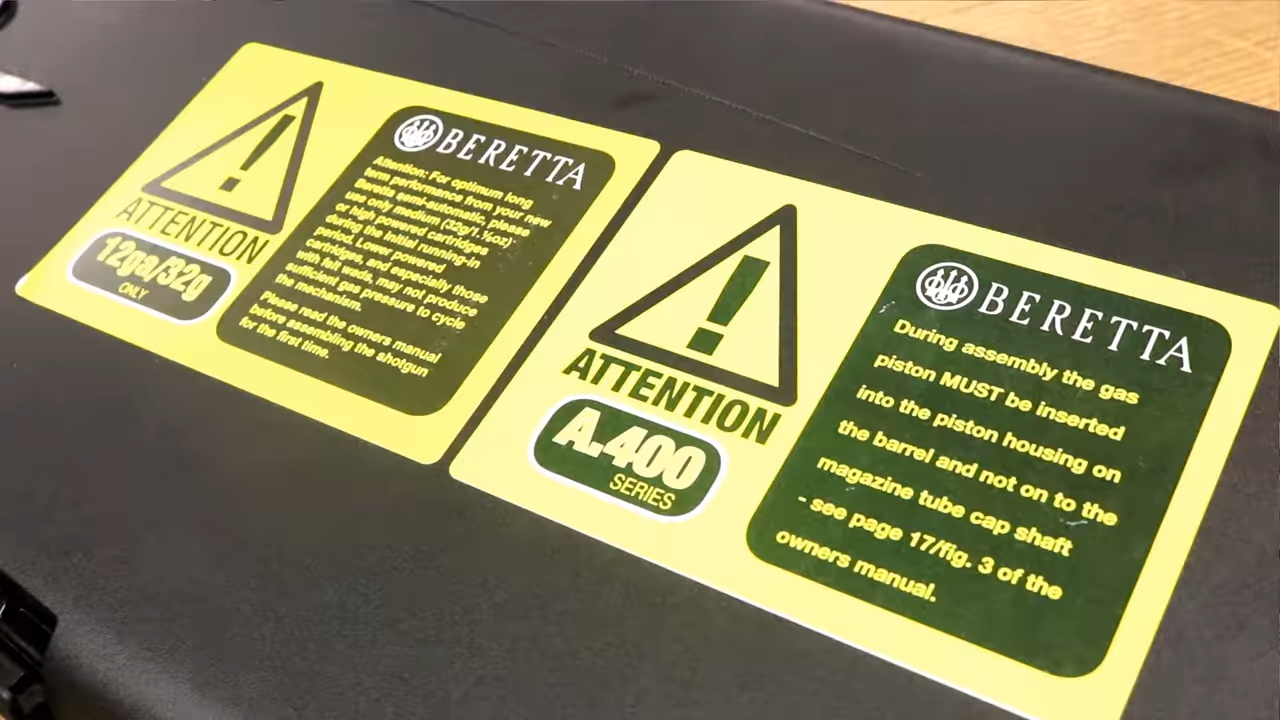 ATTENTION
12ga/32g
ONLY
BERETTA
Attention: For optimum long
term performance from your new
Beretta semi-automatic, please
use only medium (32g/1.⅛oz)
or high powered cartridges
during the initial running-in
period. Lower powered
cartridges, and especially those
with felt wads, may not produce
sufficient gas pressure to cycle
the mechanism.
Please read the owners manual
before assembling the shotgun
for the first time.
ATTENTION
A.400
SERIES
BERETTA
During assembly the gas
piston MUST be inserted
into the piston housing on
the barrel and not on to the
magazine tube cap shaft
- see page 17/fig. 3 of the
owners manual.